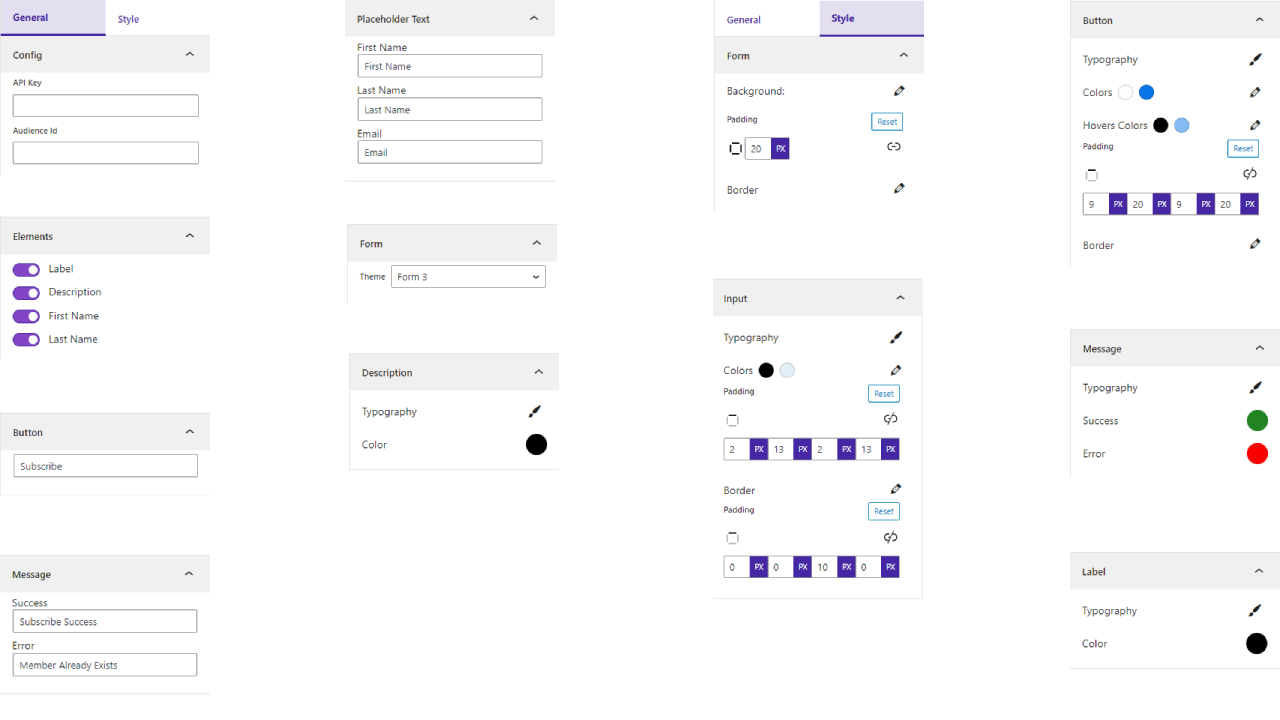 General Style
Config
API Key
Audience Id
Elements
Label
Description
First Name
Last Name
Button
Subscribe
Message
Success
Subscribe Success
Error
Member Already Exists
Placeholder Text
First Name
First Name
Last Name
Last Name
Email
Email
Form
Theme Form 3
Description
Typography
Color
General Style
Form
Background:
Padding Reset
20 PX
Border
Input
Typography
Colors
Padding Reset
2 PX 13 PX 2 PX 13 PX
Border
Padding Reset
0 PX 0 PX 10 PX 0 PX
Button
Typography
Colors
Hovers Colors
Padding Reset
9 PX 20 PX 9 PX 20 PX
Border
Message
Typography
Success
Error
Label
Typography
Color